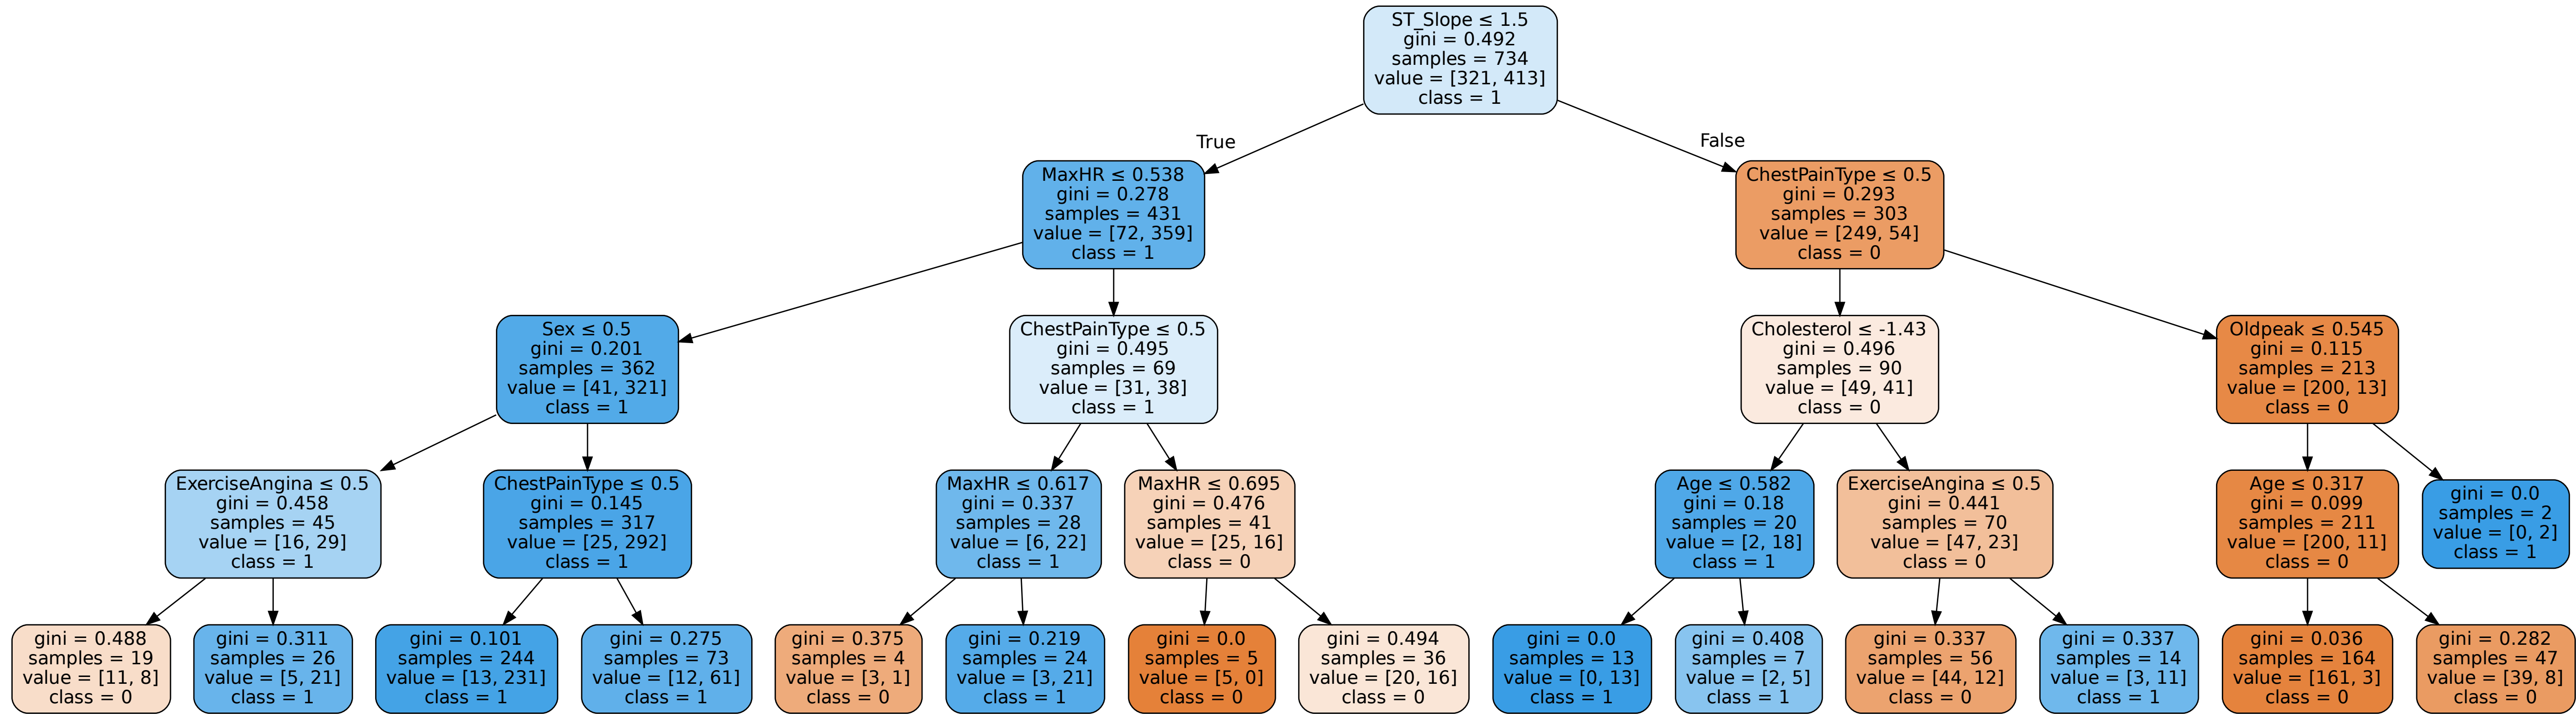 ST_Slope ≤ 1.5
gini = 0.492
samples = 734
value = [321, 413]
class = 1
True
False
MaxHR ≤ 0.538
gini = 0.278
samples = 431
value = [72, 359]
class = 1
ChestPainType ≤ 0.5
gini = 0.293
samples = 303
value = [249, 54]
class = 0
Sex ≤ 0.5
gini = 0.201
samples = 362
value = [41, 321]
class = 1
ChestPainType ≤ 0.5
gini = 0.495
samples = 69
value = [31, 38]
class = 1
Cholesterol ≤ -1.43
gini = 0.496
samples = 90
value = [49, 41]
class = 0
Oldpeak ≤ 0.545
gini = 0.115
samples = 213
value = [200, 13]
class = 0
ExerciseAngina ≤ 0.5
gini = 0.458
samples = 45
value = [16, 29]
class = 1
ChestPainType ≤ 0.5
gini = 0.145
samples = 317
value = [25, 292]
class = 1
MaxHR ≤ 0.617
gini = 0.337
samples = 28
value = [6, 22]
class = 1
MaxHR ≤ 0.695
gini = 0.476
samples = 41
value = [25, 16]
class = 0
Age ≤ 0.582
gini = 0.18
samples = 20
value = [2, 18]
class = 1
ExerciseAngina ≤ 0.5
gini = 0.441
samples = 70
value = [47, 23]
class = 0
Age ≤ 0.317
gini = 0.099
samples = 211
value = [200, 11]
class = 0
gini = 0.0
samples = 2
value = [0, 2]
class = 1
gini = 0.488
samples = 19
value = [11, 8]
class = 0
gini = 0.311
samples = 26
value = [5, 21]
class = 1
gini = 0.101
samples = 244
value = [13, 231]
class = 1
gini = 0.275
samples = 73
value = [12, 61]
class = 1
gini = 0.375
samples = 4
value = [3, 1]
class = 0
gini = 0.219
samples = 24
value = [3, 21]
class = 1
gini = 0.0
samples = 5
value = [5, 0]
class = 0
gini = 0.494
samples = 36
value = [20, 16]
class = 0
gini = 0.0
samples = 13
value = [0, 13]
class = 1
gini = 0.408
samples = 7
value = [2, 5]
class = 1
gini = 0.337
samples = 56
value = [44, 12]
class = 0
gini = 0.337
samples = 14
value = [3, 11]
class = 1
gini = 0.036
samples = 164
value = [161, 3]
class = 0
gini = 0.282
samples = 47
value = [39, 8]
class = 0